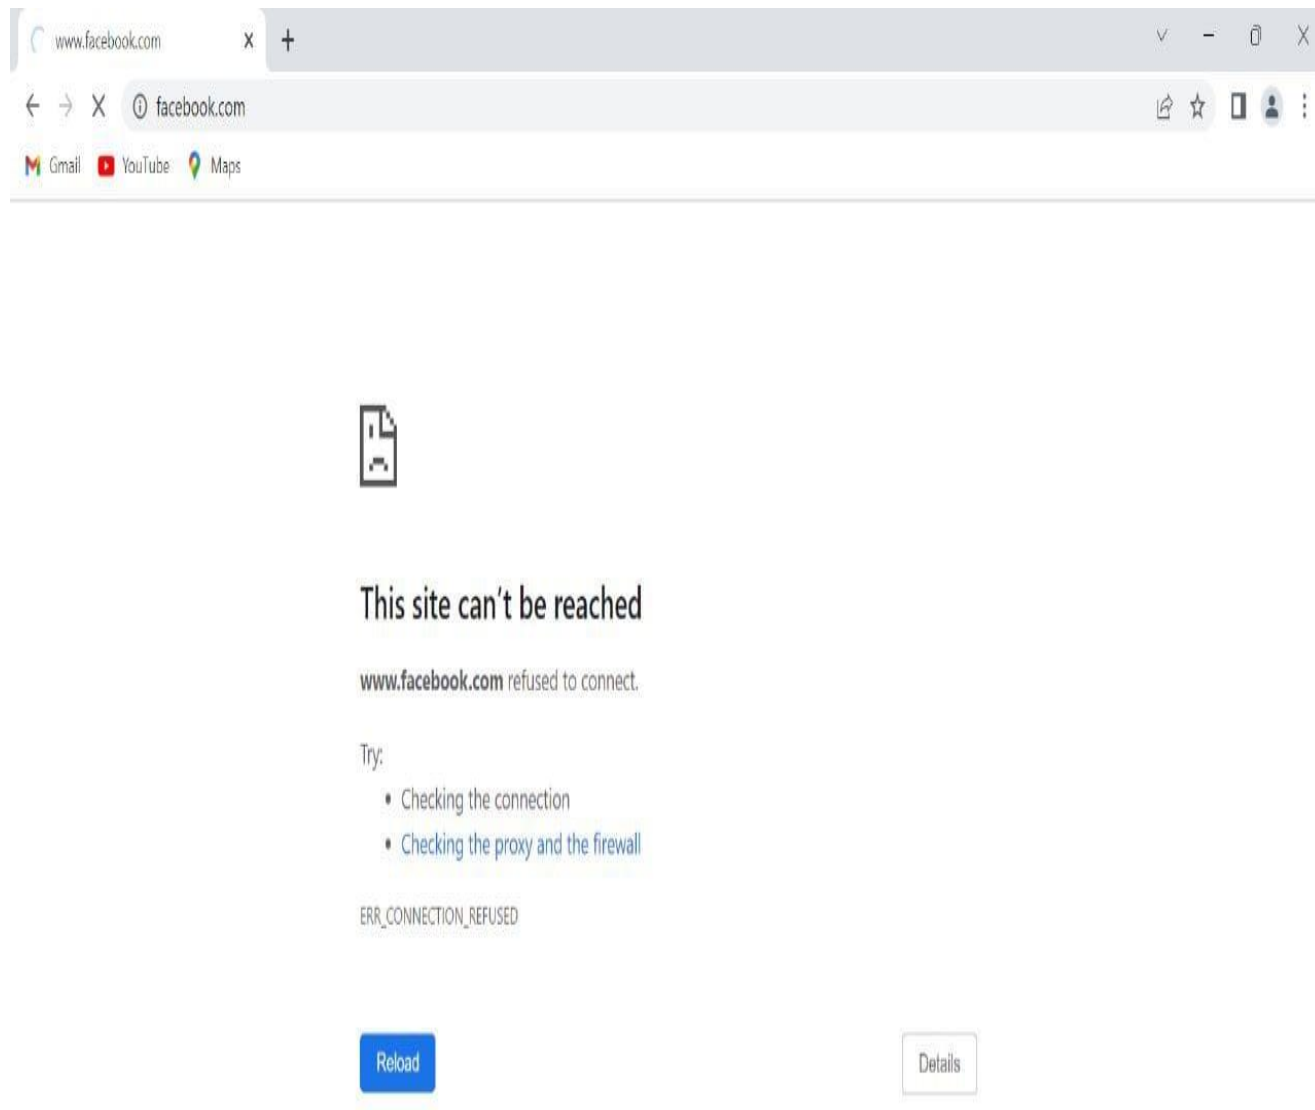 www.facebook.com
facebook.com
Gmail YouTube Maps
This site can't be reached
www.facebook.com refused to connect.
Try:
• Checking the connection
• Checking the proxy and the firewall
ERR_CONNECTION_REFUSED
Reload Details